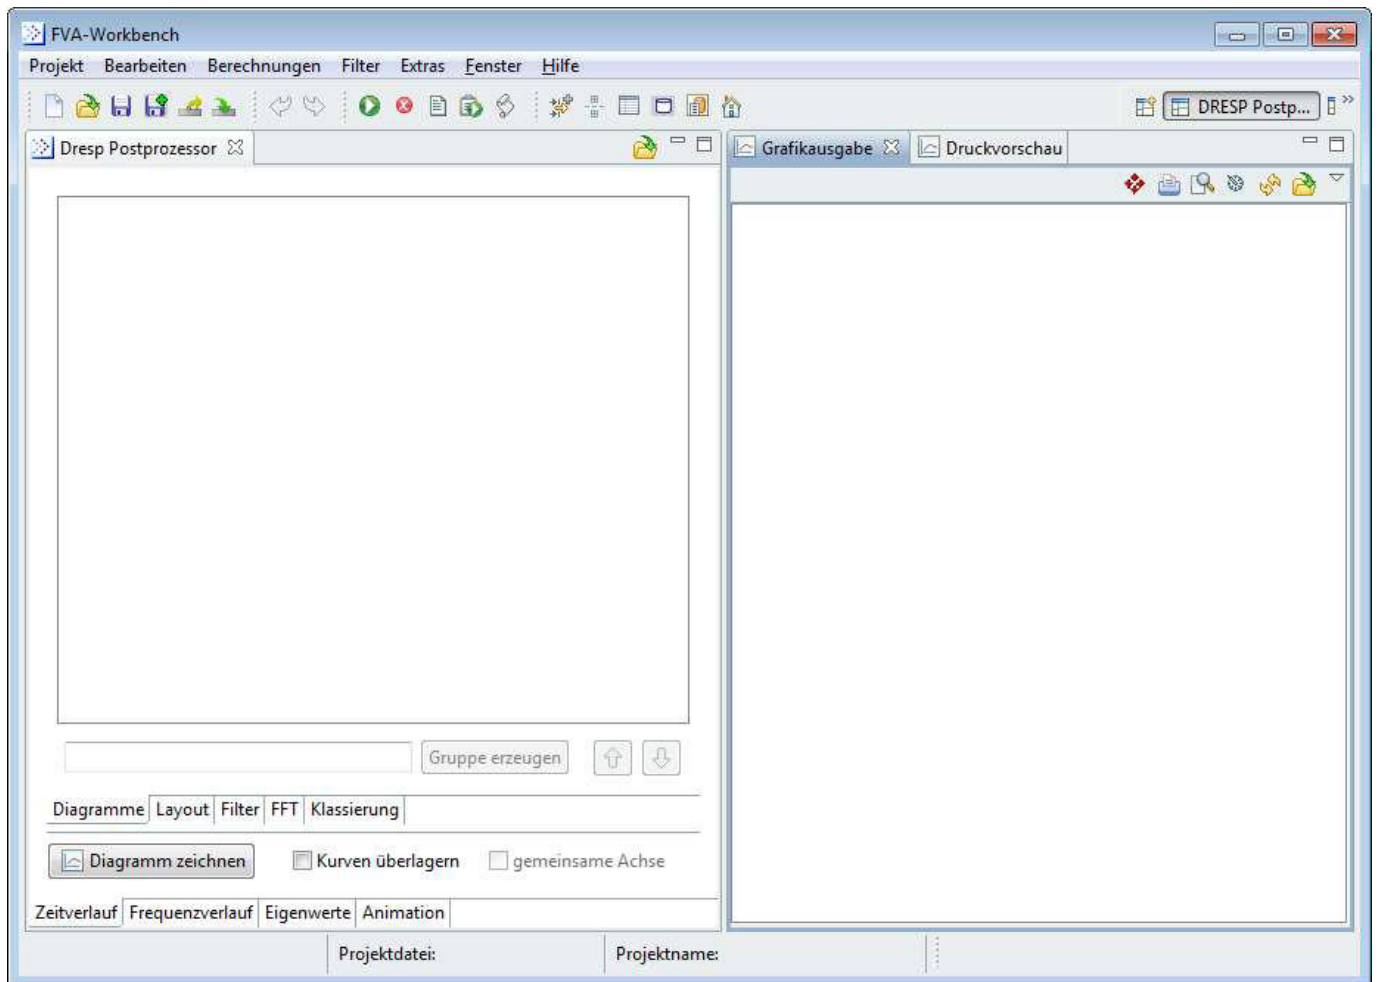 FVA-Workbench
Projekt Bearbeiten Berechnungen Filter Extras Fenster Hilfe
DRESP Postp...
Dresp Postprozessor
Grafikausgabe Druckvorschau
Gruppe erzeugen
Diagramme Layout Filter FFT Klassierung
Diagramm zeichnen Kurven überlagern gemeinsame Achse
Zeitverlauf Frequenzverlauf Eigenwerte Animation
Projektdatei: Projektname: